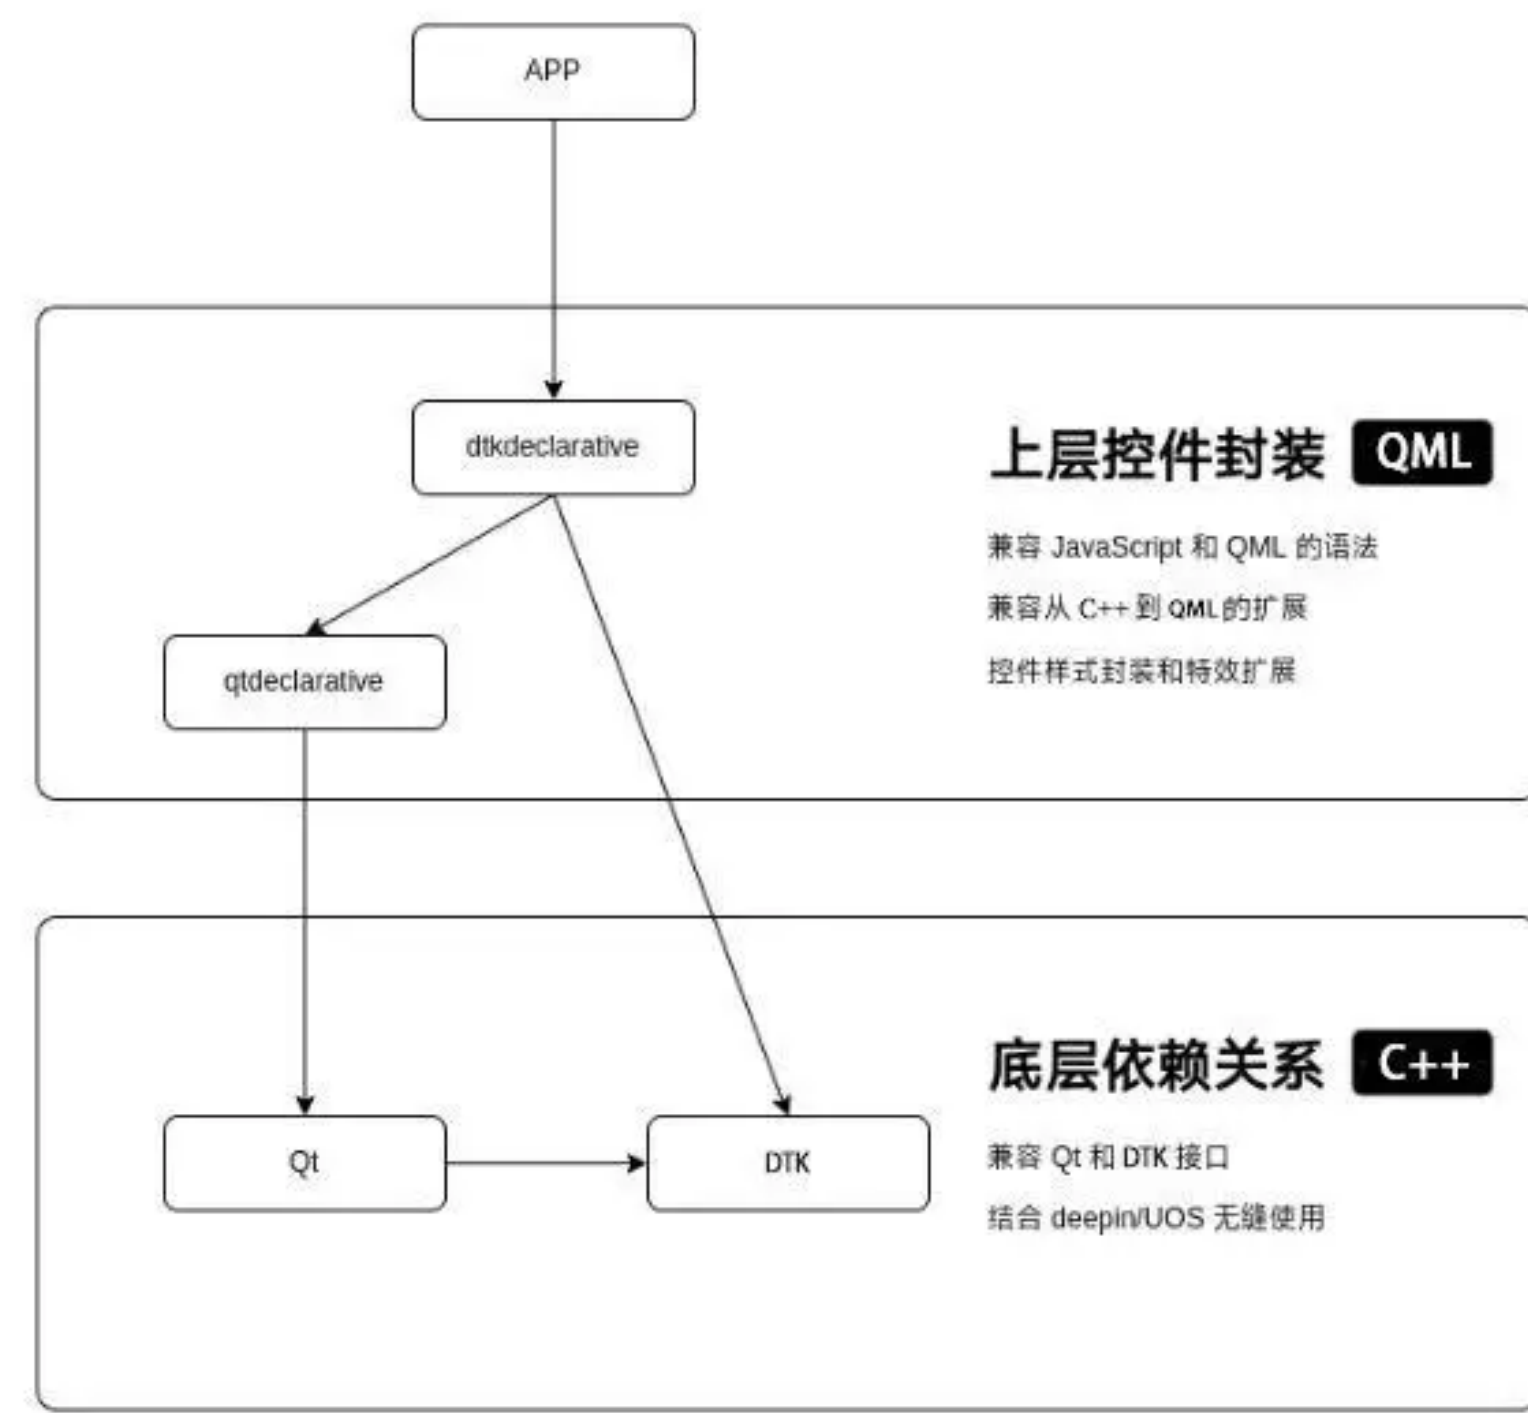 APP
dtkdeclarative
上层控件封装 QML
兼容 JavaScript 和 QML 的语法
兼容从 C++ 到 QML的扩展
控件样式封装和特效扩展
qtdeclarative
底层依赖关系 C++
兼容 Qt 和 DTK 接口
结合 deepin/UOS 无缝使用
Qt
DTK